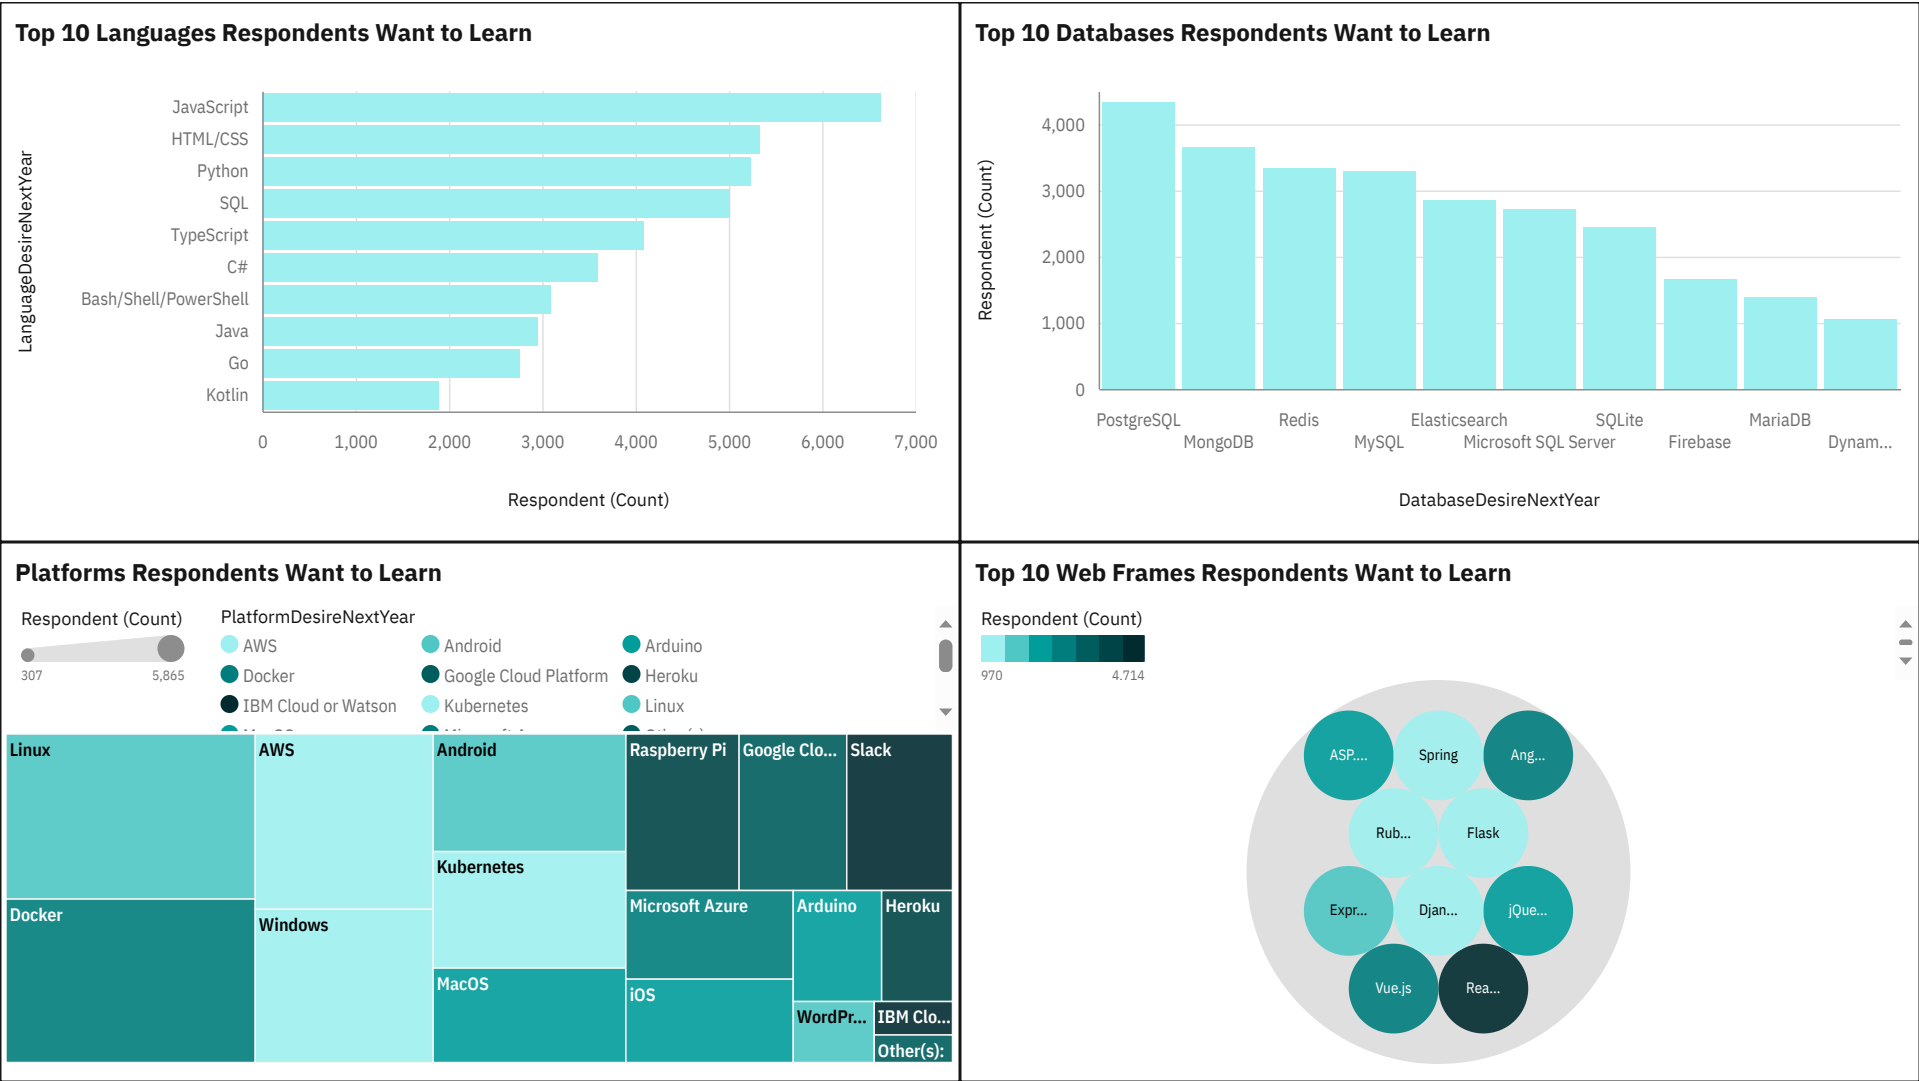 Top 10 Languages Respondents Want to Learn
LanguageDesireNextYear
JavaScript
HTML/CSS
Python
SQL
TypeScript
C#
Bash/Shell/PowerShell
Java
Go
Kotlin
0 1,000 2,000 3,000 4,000 5,000 6,000 7,000
Respondent (Count)
Top 10 Databases Respondents Want to Learn
Respondent (Count)
4,000
3,000
2,000
1,000
0
PostgreSQL Redis Elasticsearch SQLite MariaDB
MongoDB MySQL Microsoft SQL Server Firebase Dynam...
DatabaseDesireNextYear
Platforms Respondents Want to Learn
Respondent (Count)
307 5,865
PlatformDesireNextYear
AWS Android Arduino
Docker Google Cloud Platform Heroku
IBM Cloud or Watson Kubernetes Linux
Linux
Docker
AWS
Windows
Android
Kubernetes
MacOS
Raspberry Pi
Google Clo...
Slack
Microsoft Azure
iOS
Arduino
Heroku
WordPr...
IBM Clo...
Other(s):
Top 10 Web Frames Respondents Want to Learn
Respondent (Count)
970 4.714
ASP.... Spring Ang...
Rub... Flask
Expr... Djan... jQue...
Vue.js Rea...